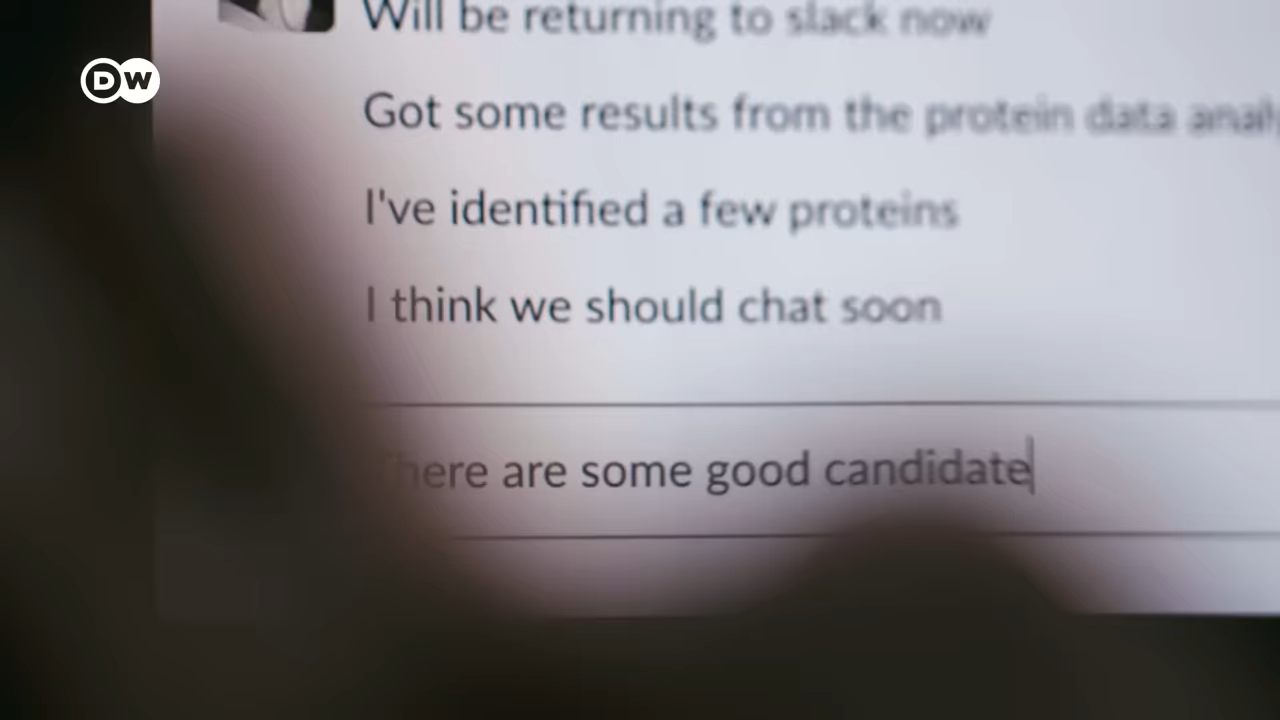 DW
Will be returning to slack now
Got some results from the protein data
I've identified a few proteins
I think we should chat soon
here are some good candidate